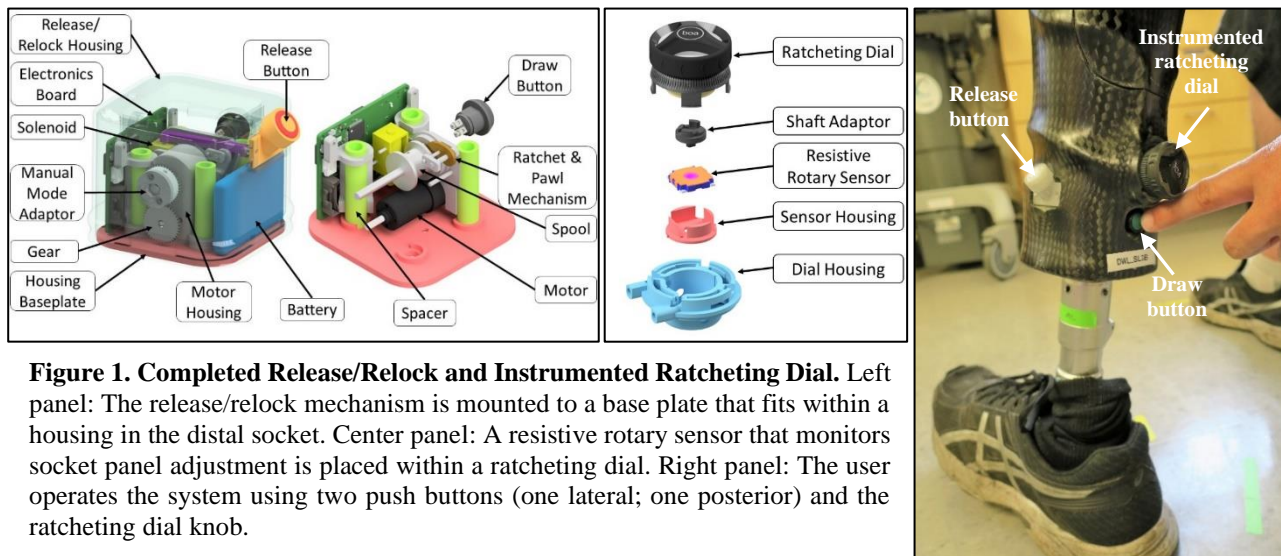 Release/
Relock Housing
Electronics
Board
Solenoid
Manual
Mode
Adaptor
Gear
Housing
Baseplate
Motor
Housing
Battery
Release
Button
Draw
Button
Ratchet &
Pawl
Mechanism
Spool
Motor
Spacer
boa
Ratcheting Dial
Shaft Adaptor
Resistive
Rotary Sensor
Sensor Housing
Dial Housing
Instrumented
ratcheting
dial
Release
button
Draw
button
Figure 1. Completed Release/Relock and Instrumented Ratcheting Dial. Left
panel: The release/relock mechanism is mounted to a base plate that fits within a
housing in the distal socket. Center panel: A resistive rotary sensor that monitors
socket panel adjustment is placed within a ratcheting dial. Right panel: The user
operates the system using two push buttons (one lateral; one posterior) and the
ratcheting dial knob.